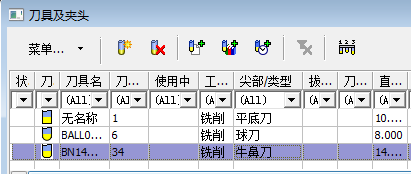 刀具及夹头
菜单...
123
状 刀 刀具名 刀... 使用中 工... 尖部/类型 拔... 刀... 直...
(All) (A (All) (A (All) (A (A (A
无名称 1 铣削 平底刀 10....
BALL0... 6 铣削 球刀 8.000
BN14... 34 铣削 牛鼻刀 14....